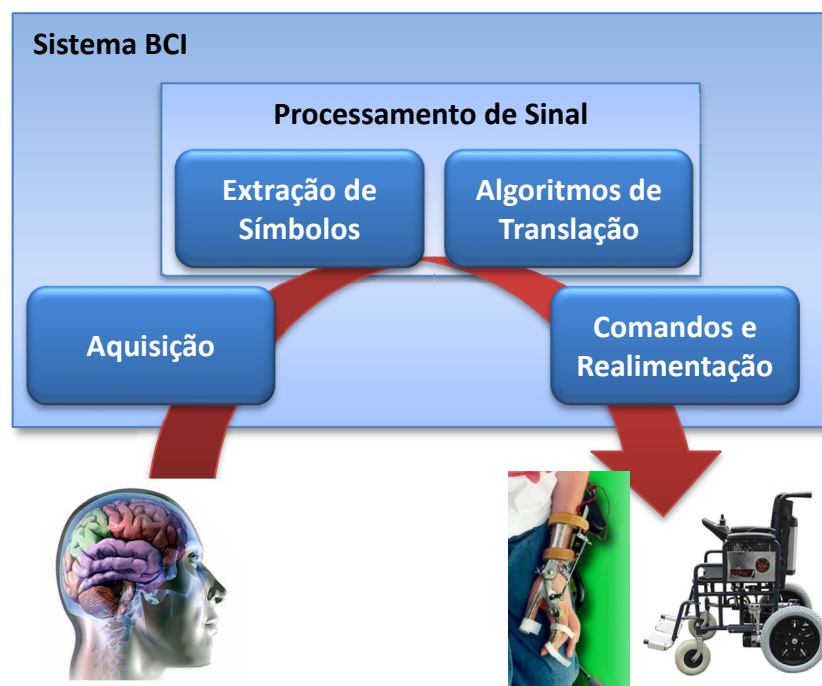 Sistema BCI
Processamento de Sinal
Extração de
Símbolos
Algoritmos de
Translação
Aquisição
Comandos e
Realimentação